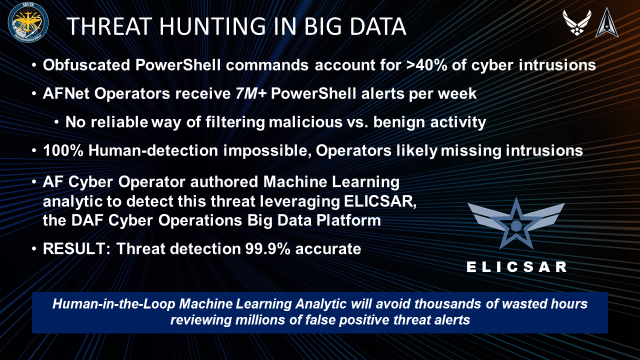 THREAT HUNTING IN BIG DATA
• Obfuscated PowerShell commands account for >40% of cyber intrusions
• AFNet Operators receive 7M+ PowerShell alerts per week
• No reliable way of filtering malicious vs. benign activity
• 100% Human-detection impossible, Operators likely missing intrusions
• AF Cyber Operator authored Machine Learning
analytic to detect this threat leveraging ELICSAR,
the DAF Cyber Operations Big Data Platform
• RESULT: Threat detection 99.9% accurate
ELICSAR
Human-in-the-Loop Machine Learning Analytic will avoid thousands of wasted hours
reviewing millions of false positive threat alerts